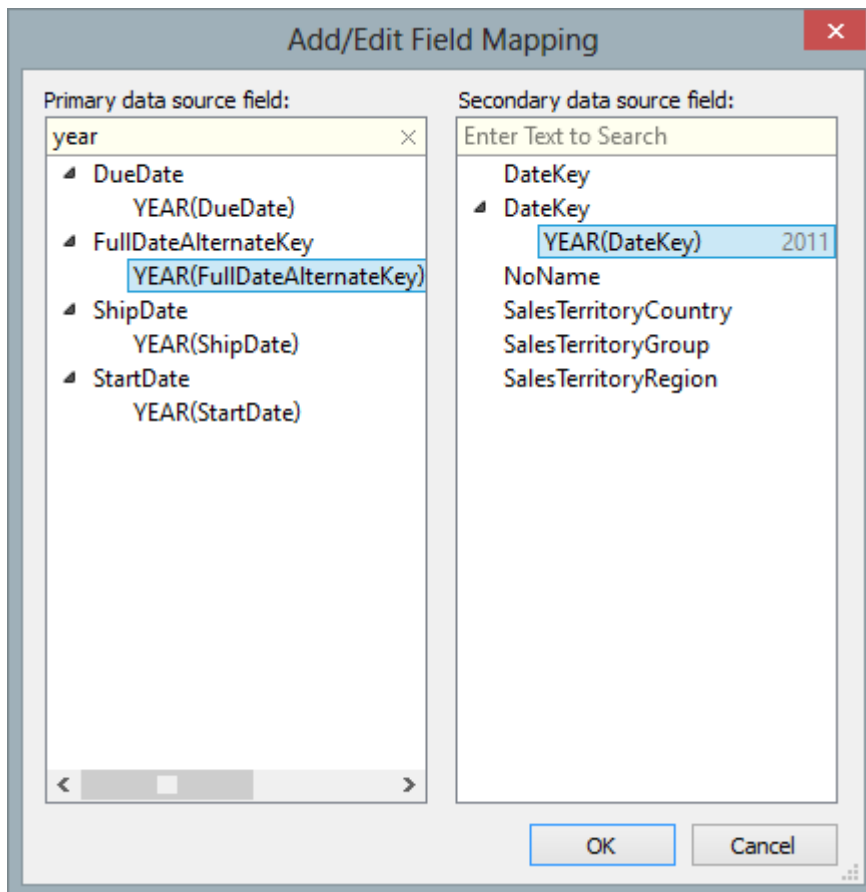 Add/Edit Field Mapping
Primary data source field:
year
DueDate
YEAR(DueDate)
FullDateAlternateKey
YEAR(FullDateAlternateKey)
ShipDate
YEAR(ShipDate)
StartDate
YEAR(StartDate)
Secondary data source field:
Enter Text to Search
DateKey
DateKey
YEAR(DateKey) 2011
NoName
SalesTerritoryCountry
SalesTerritoryGroup
SalesTerritoryRegion
OK
Cancel